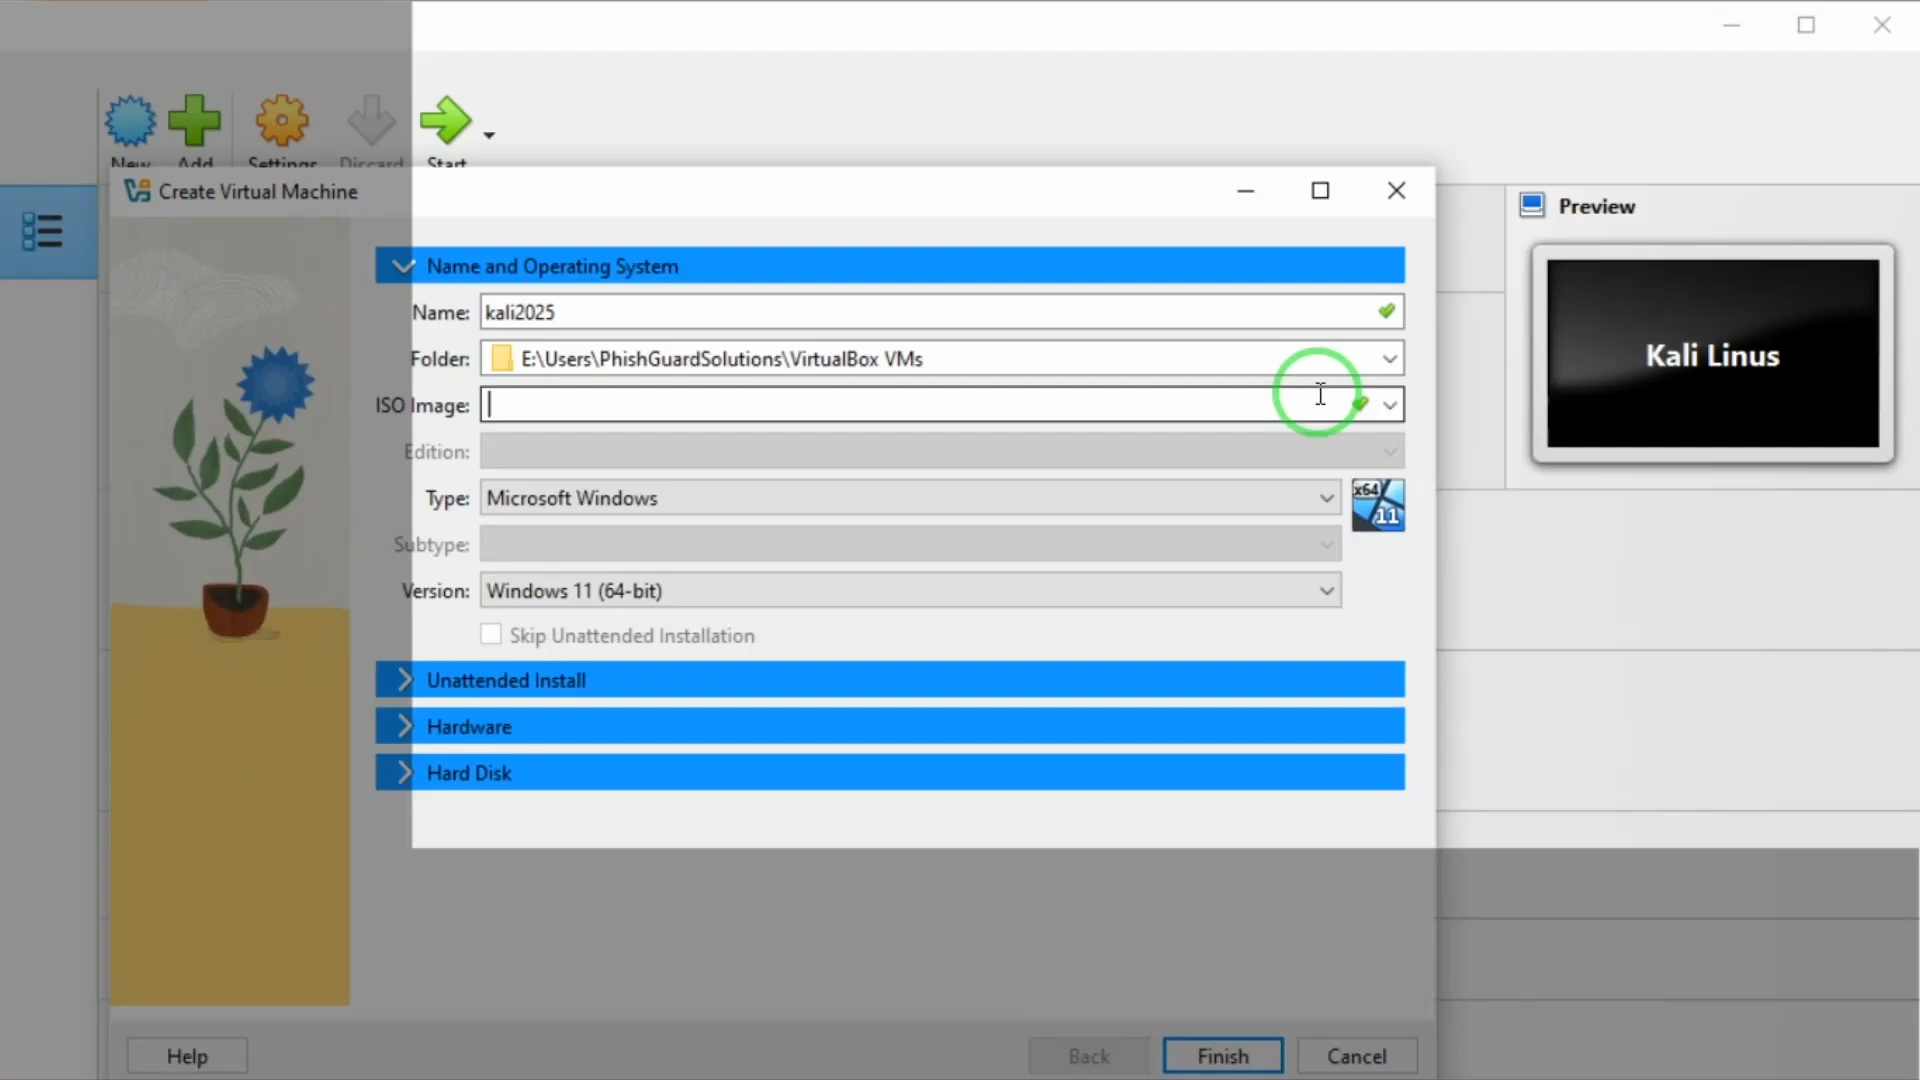 New Add Settings Discard Start
Create Virtual Machine
Preview
Kali Linus
Name and Operating System
Name: kali2025
Folder: E:\Users\PhishGuardSolutions\VirtualBox VMs
ISO Image:
Edition:
Type: Microsoft Windows
x64
11
Subtype:
Version: Windows 11 (64-bit)
Skip Unattended Installation
Unattended Install
Hardware
Hard Disk
Help Back Finish Cancel